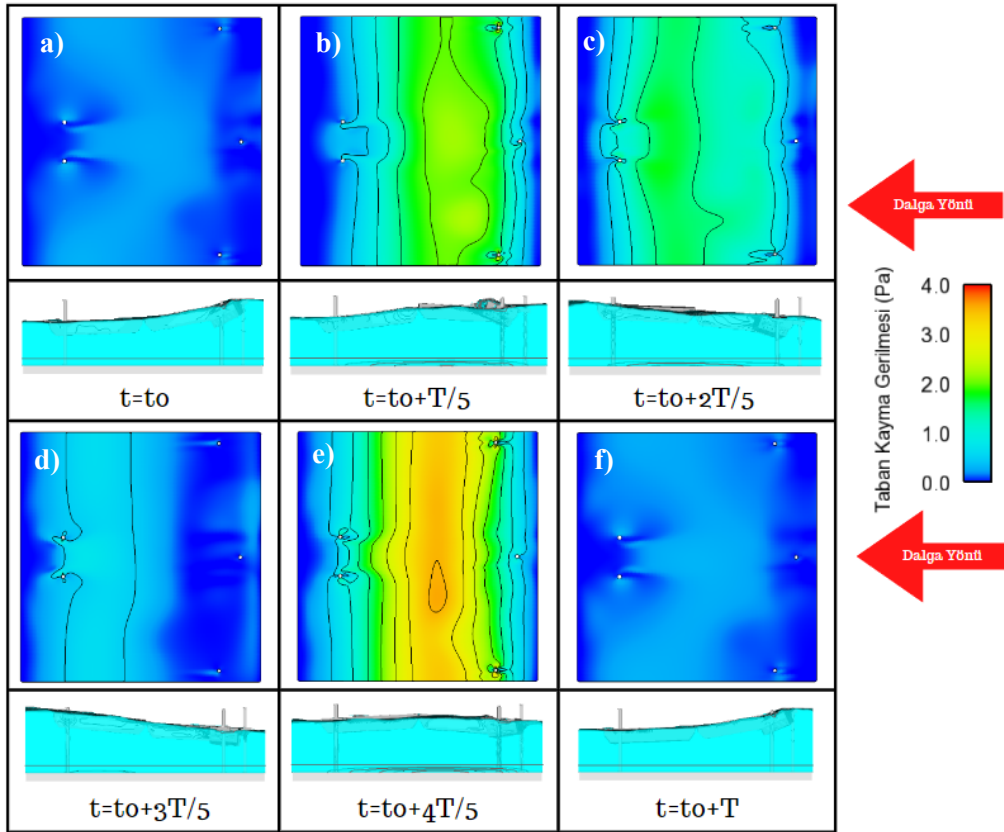 a)
b)
c)
t=to
t=to+T/5
t=to+2T/5
d)
e)
f)
t=to+3T/5
t=to+4T/5
t=to+T
Dalga Yönü
Taban Kayma Gerilmesi (Pa)
4.0
3.0
2.0
1.0
0.0
Dalga Yönü